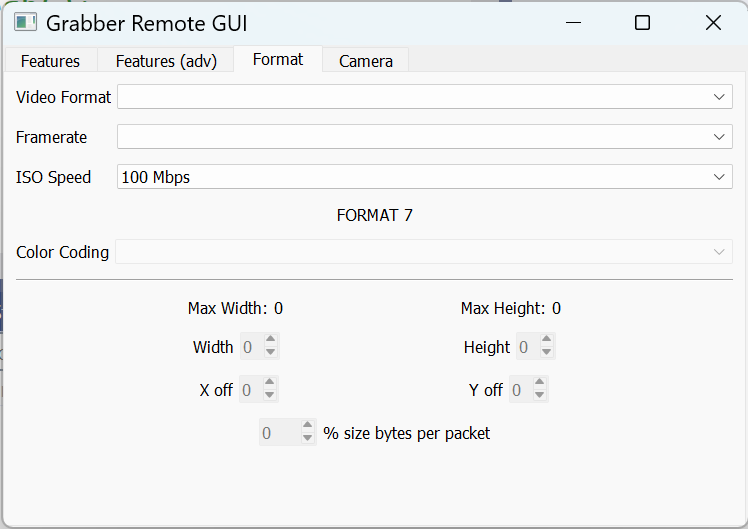 Grabber Remote GUI
Features Features (adv) Format Camera
Video Format
Framerate
ISO Speed 100 Mbps
FORMAT 7
Color Coding
Max Width: 0 Max Height: 0
Width 0 Height 0
X off 0 Y off 0
0 % size bytes per packet